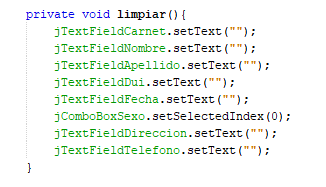 private void limpiar(){
jTextFieldCarnet.setText("");
jTextFieldNombre.setText("");
jTextFieldApellido.setText("");
jTextFieldDui.setText("");
jTextFieldFecha.setText("");
jComboBoxSexo.setSelectedIndex(0);
jTextFieldDireccion.setText("");
jTextFieldTelefono.setText("");
}